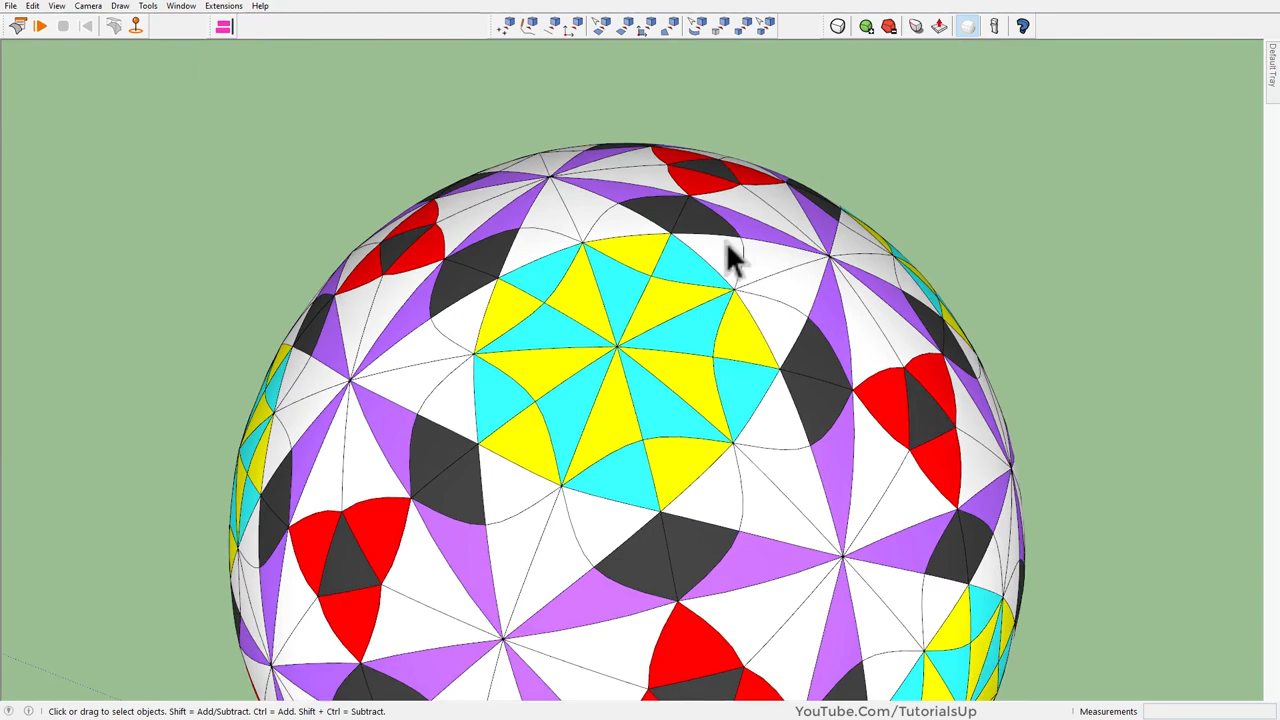 File Edit View Camera Draw Tools Window Extensions Help
Default Tray
Click or drag to select objects. Shift = Add/Subtract. Ctrl = Add. Shift + Ctrl = Subtract. YouTube.Com/TutorialsUp Measurements